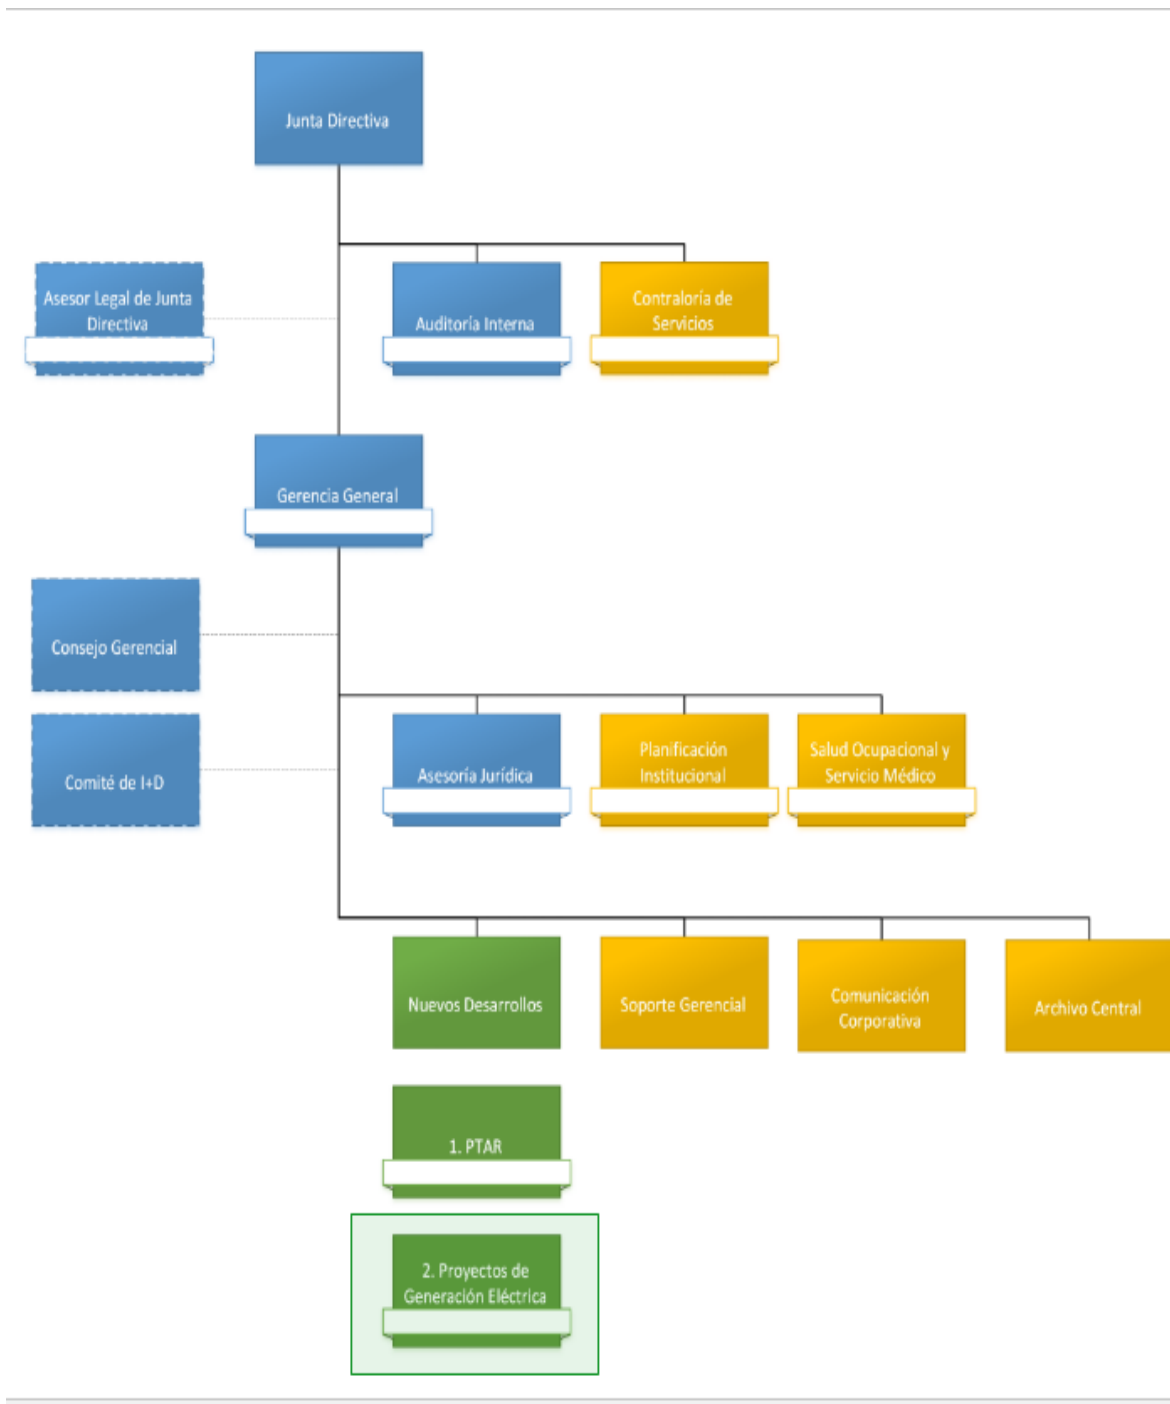 Junta Directiva
Asesor Legal de Junta
Directiva
Auditoría Interna
Contraloría de
Servicios
Gerencia General
Consejo Gerencial
Comité de I+D
Asesoría Jurídica
Planificación
Institucional
Salud Ocupacional y
Servicio Médico
Nuevos Desarrollos
Soporte Gerencial
Comunicación
Corporativa
Archivo Central
1. PTAR
2. Proyectos de
Generación Eléctrica